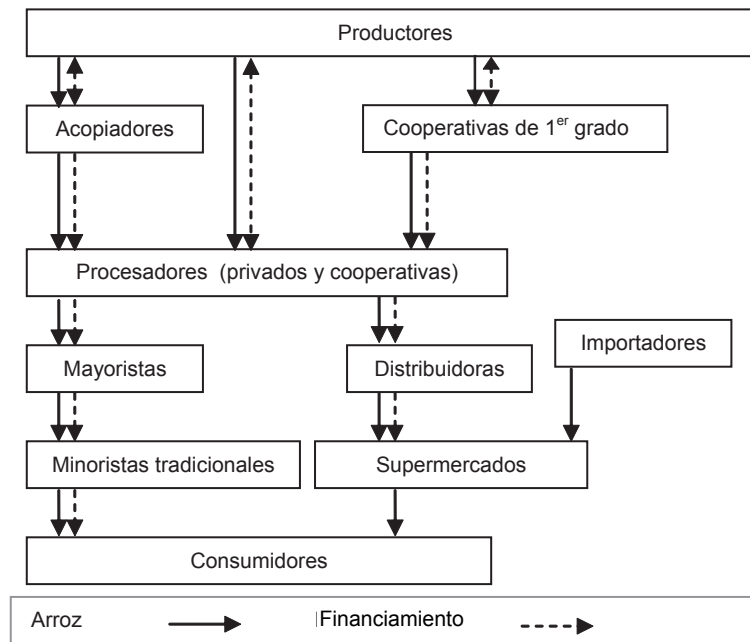 Productores
Acopiadores
Cooperativas de 1er grado
Procesadores (privados y cooperativas)
Importadores
Mayoristas
Distribuidoras
Minoristas tradicionales
Supermercados
Consumidores
Arroz
Financiamiento